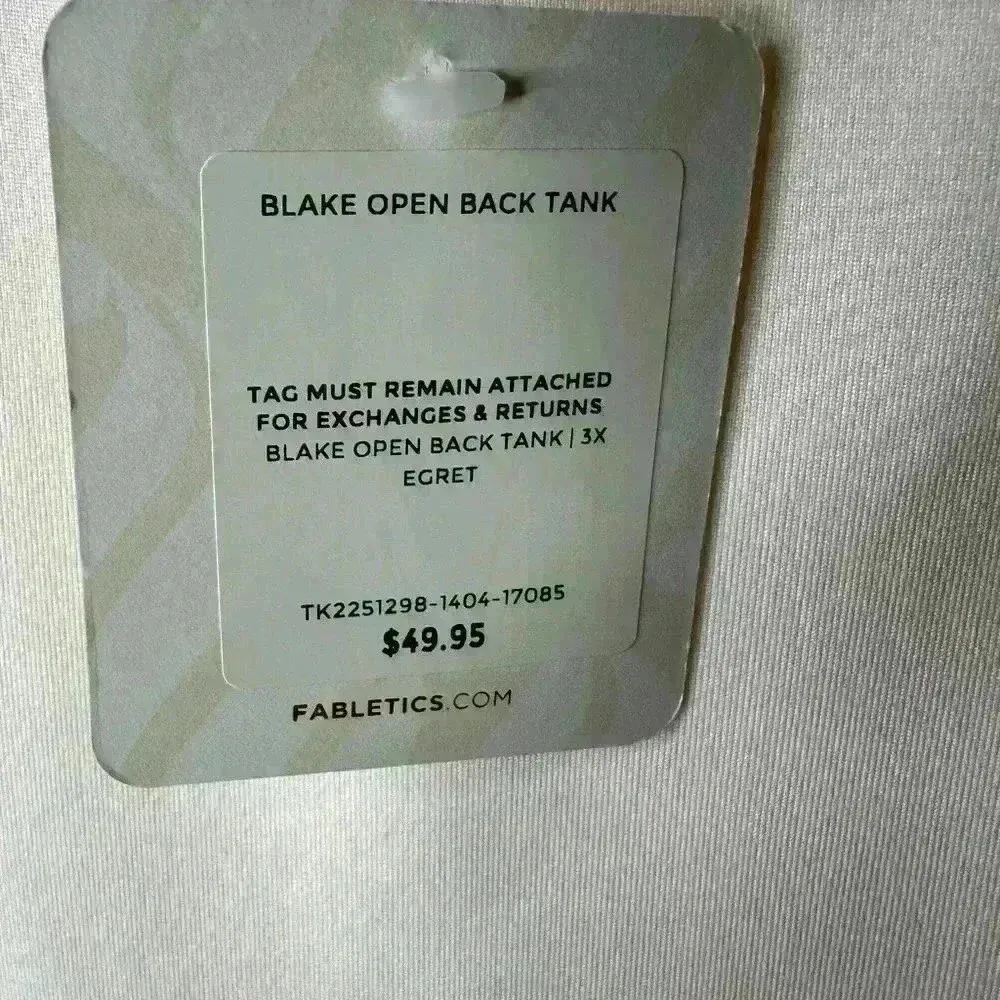 BLAKE OPEN BACK TANK
TAG MUST REMAIN ATTACHED
FOR EXCHANGES & RETURNS
BLAKE OPEN BACK TANK | 3X
EGRET
TK2251298-1404-17085
$49.95
FABLETICS.COM